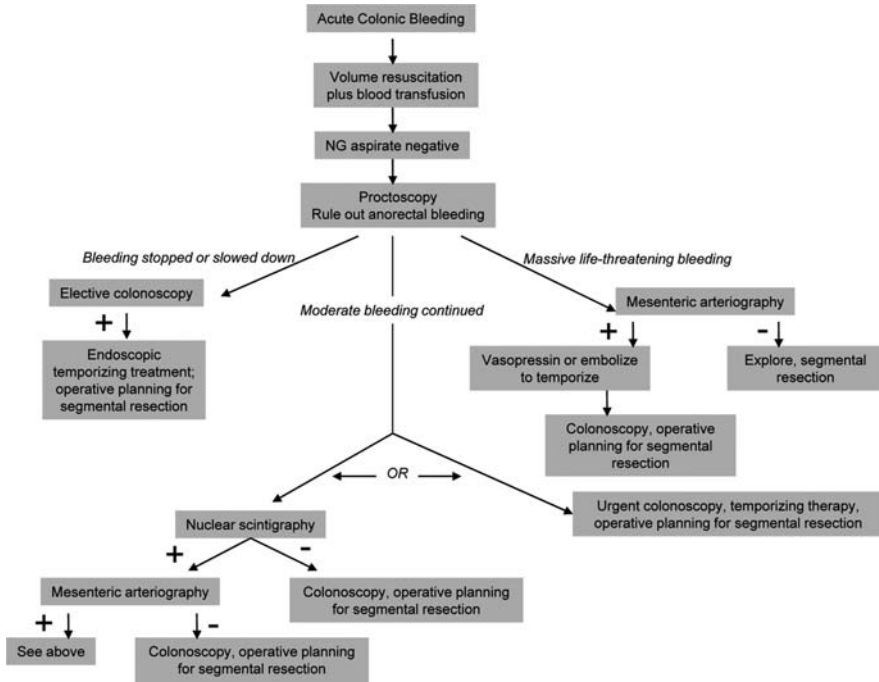 Acute Colonic Bleeding
Volume resuscitation
plus blood transfusion
NG aspirate negative
Proctoscopy
Rule out anorectal bleeding
Bleeding stopped or slowed down
Massive life-threatening bleeding
Elective colonoscopy
Moderate bleeding continued
Mesenteric arteriography
+
+
-
Endoscopic
temporizing treatment;
operative planning for
segmental resection
Vasopressin or embolize
to temporize
Explore, segmental
resection
Colonoscopy, operative
planning for segmental
resection
OR
Nuclear scintigraphy
Urgent colonoscopy, temporizing therapy,
operative planning for segmental resection
+
-
Mesenteric arteriography
Colonoscopy, operative planning
for segmental resection
+
-
See above
Colonoscopy, operative planning
for segmental resection